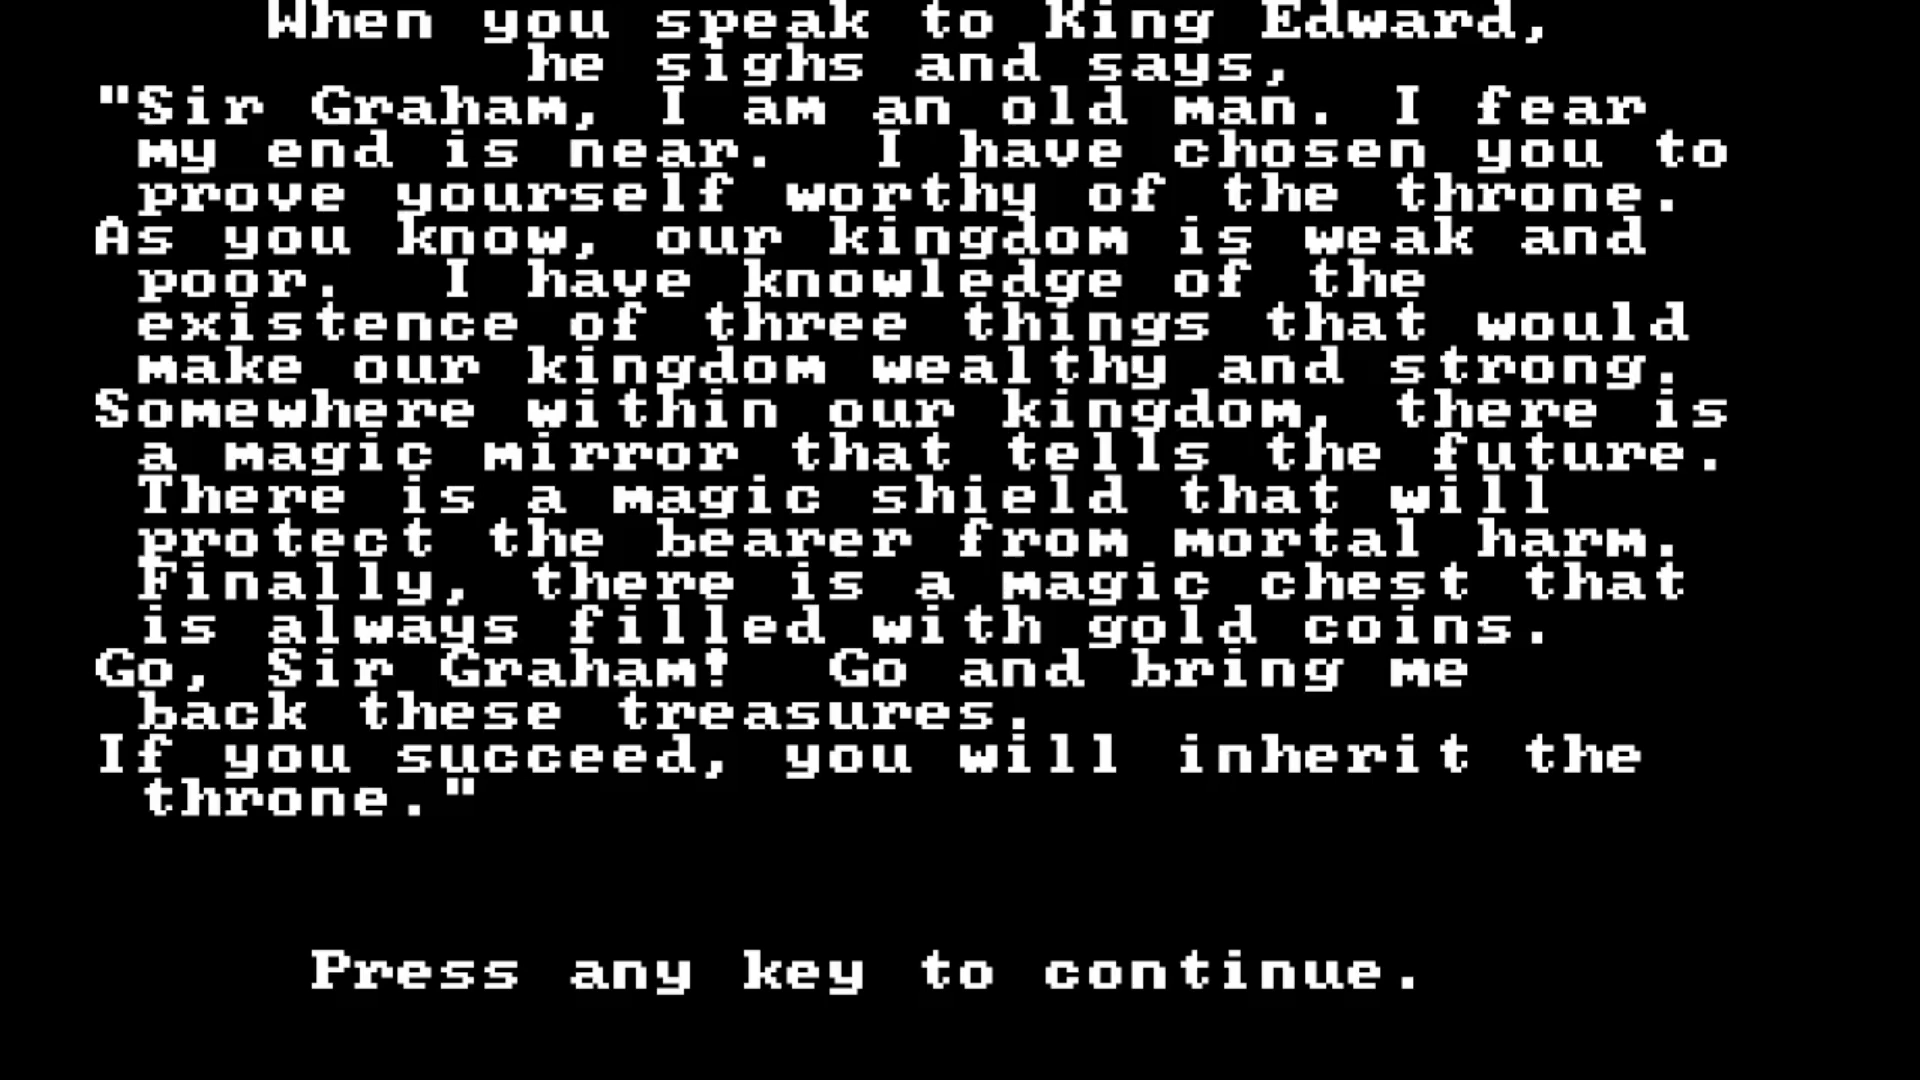 When you speak to King Edward,
he sighs and says,
"Sir Graham, I am an old man. I fear
my end is near.  I have chosen you to
prove yourself worthy of the throne.
As you know, our kingdom is weak and
poor.  I have knowledge of the
existence of three things that would
make our kingdom wealthy and strong.
Somewhere within our kingdom, there is
a magic mirror that tells the future.
There is a magic shield that will
protect the bearer from mortal harm.
Finally, there is a magic chest that
is always filled with gold coins.
Go, Sir Graham!  Go and bring me
back these treasures.
If you succeed, you will inherit the
throne."
Press any key to continue.